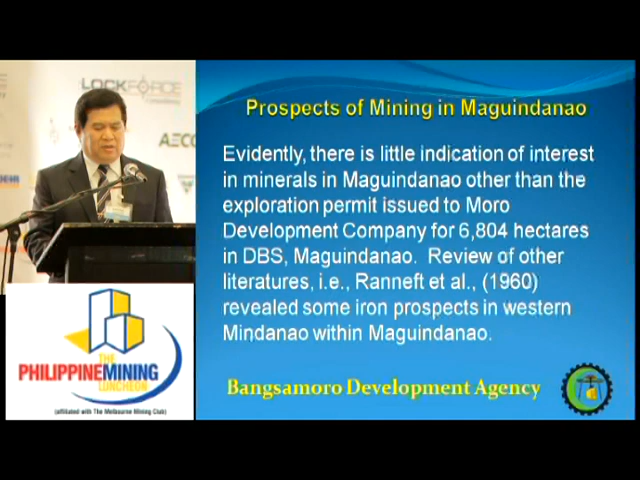 LOCKFORCE
AECO
Prospects of Mining in Maguindanao
Evidently, there is little indication of interest
in minerals in Maguindanao other than the
exploration permit issued to Moro
Development Company for 6,804 hectares
in DBS, Maguindanao. Review of other
literatures, i.e., Ranneft et al., (1960)
revealed some iron prospects in western
Mindanao within Maguindanao.
Bangsamoro Development Agency
THE
PHILIPPINEMINING
LUNCHEON
(affiliated with The Melbourne Mining Club)